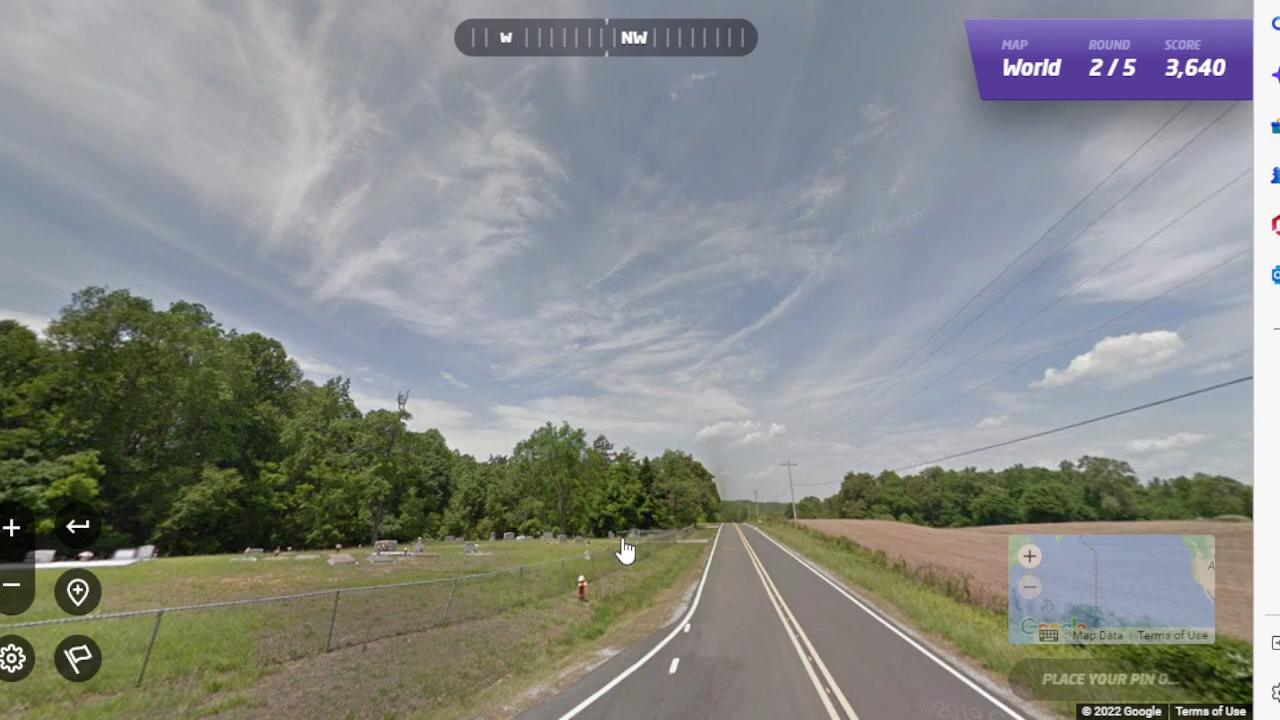 W NW
MAP ROUND SCORE
World 2 / 5 3,640
Google
Map Data Terms of Use
PLACE YOUR PIN O...
© 2022 Google Terms of Use